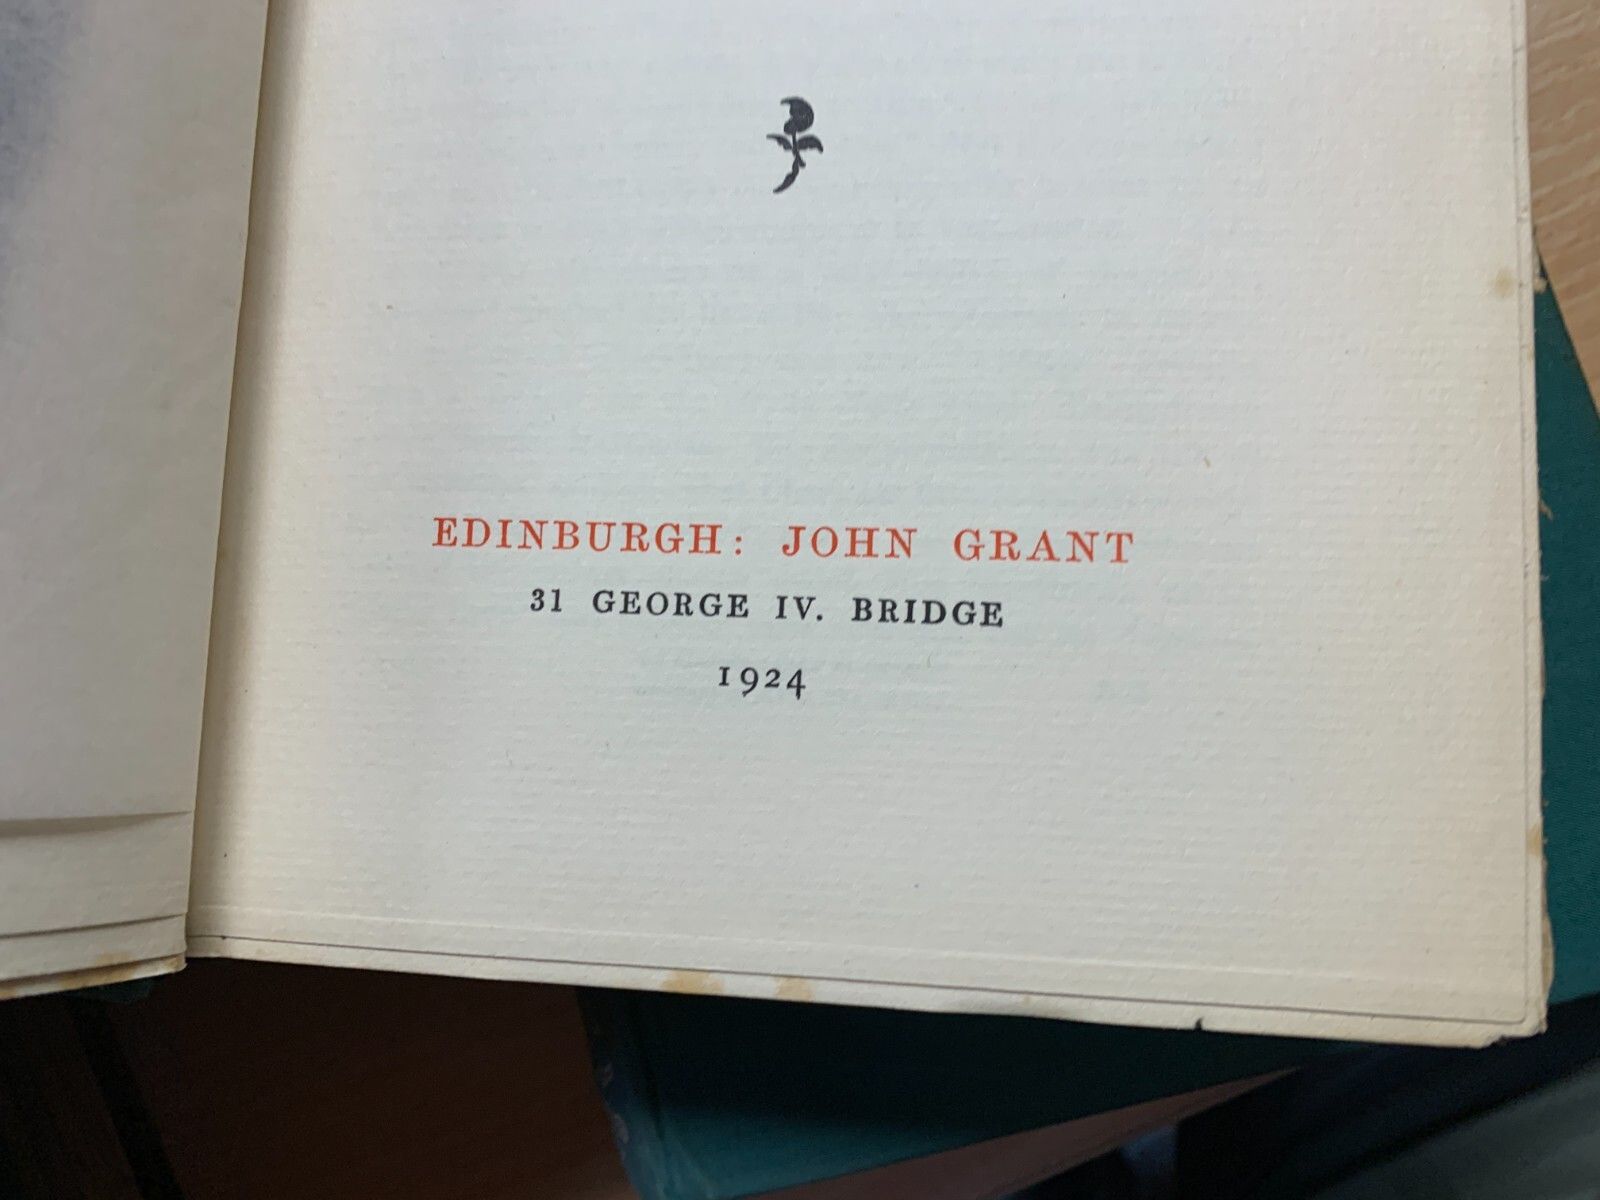 EDINBURGH: JOHN GRANT
31 GEORGE IV. BRIDGE
1924